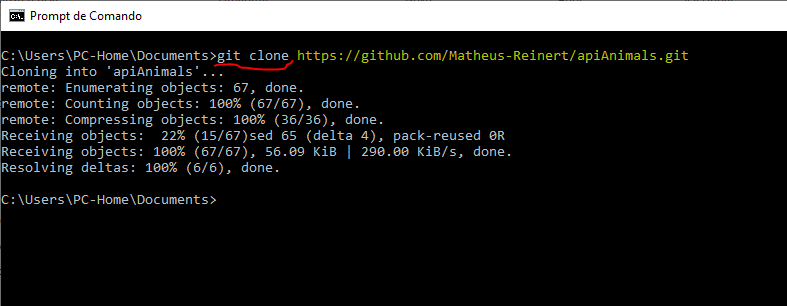 Prompt de Comando
C:\Users\PC-Home\Documents>git clone https://github.com/Matheus-Reinert/apiAnimals.git
Cloning into 'apiAnimals'...
remote: Enumerating objects: 67, done.
remote: Counting objects: 100% (67/67), done.
remote: Compressing objects: 100% (36/36), done.
Receiving objects:  22% (15/67)sed 65 (delta 4), pack-reused 0R
Receiving objects: 100% (67/67), 56.09 KiB | 290.00 KiB/s, done.
Resolving deltas: 100% (6/6), done.
C:\Users\PC-Home\Documents>